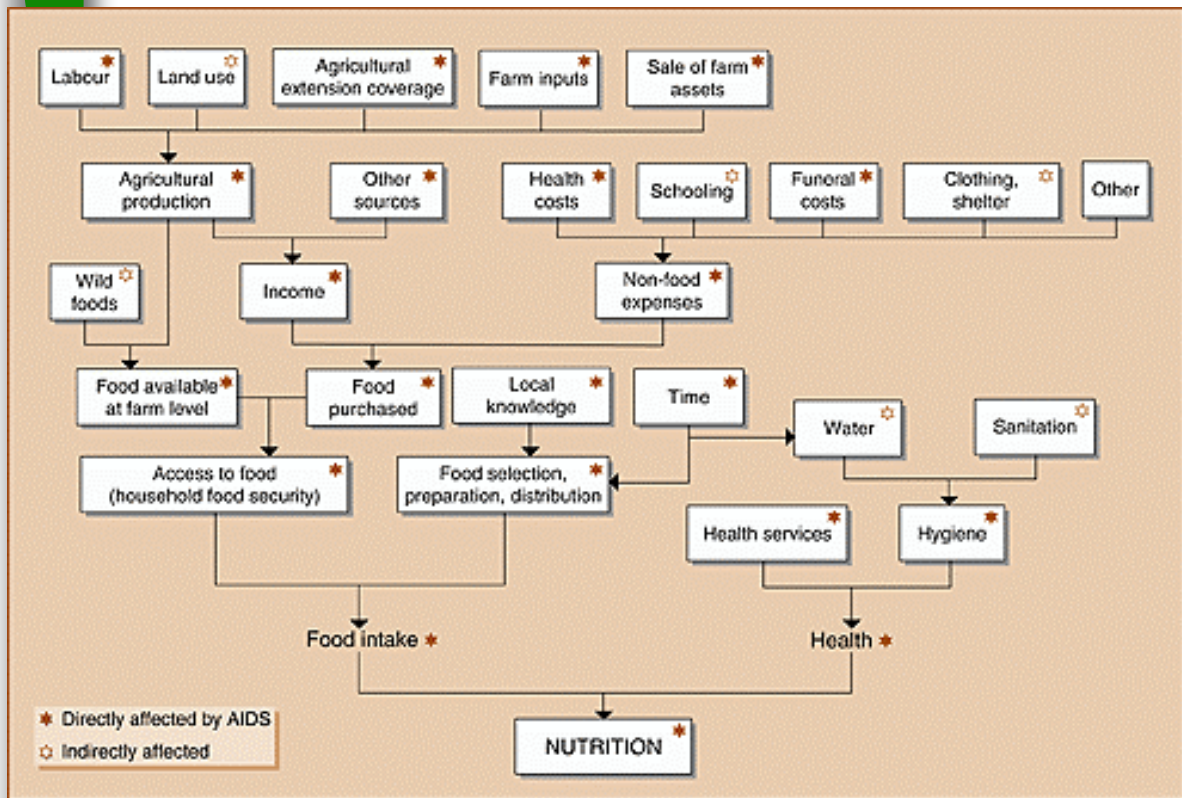 Labour
Land use
Agricultural
extension coverage
Farm inputs
Sale of farm
assets
Agricultural
production
Other
sources
Health
costs
Schooling
Funoral
costs
Clothing,
shelter
Other
Wild
foods
Income
Non-food
expenses
Food available
at farm level
Food
purchased
Local
knowledge
Time
Water
Sanitation
Access to food
(household food security)
Food selection,
preparation, distribution
Health services
Hygiene
Food intake
Health
Directly affected by AIDS
Indirectly affected
NUTRITION